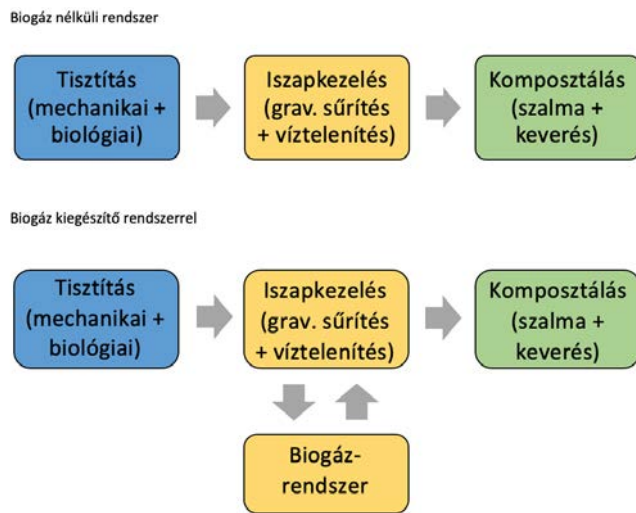 Biogáz nélküli rendszer
Tisztítás
(mechanikai +
biológiai)
Iszapkezelés
(grav. sűrítés
+ víztelenítés)
Komposztálás
(szalma +
keverés)
Biogáz kiegészítő rendszerrel
Tisztítás
(mechanikai +
biológiai)
Iszapkezelés
(grav. sűrítés
+ víztelenítés)
Komposztálás
(szalma +
keverés)
Biogáz-
rendszer